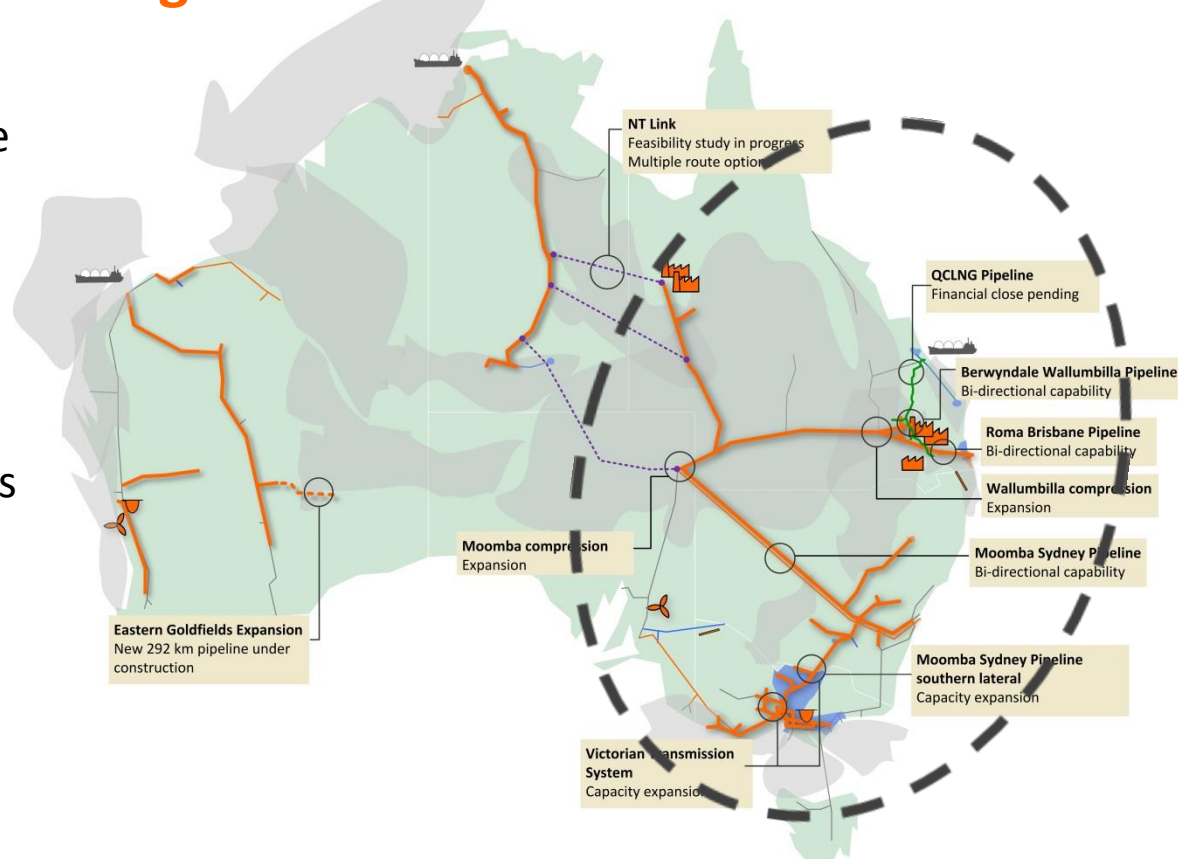 g
e
s
NT Link
Feasibility study in progress
Multiple route options
QCLNG Pipeline
Financial close pending
Berwyndale Wallumbilla Pipeline
Bi-directional capability
Roma Brisbane Pipeline
Bi-directional capability
Wallumbilla compression
Expansion
Moomba compression
Expansion
Moomba Sydney Pipeline
Bi-directional capability
Eastern Goldfields Expansion
New 292 km pipeline under
construction
Moomba Sydney Pipeline
southern lateral
Capacity expansion
Victorian Transmission
System
Capacity expansion